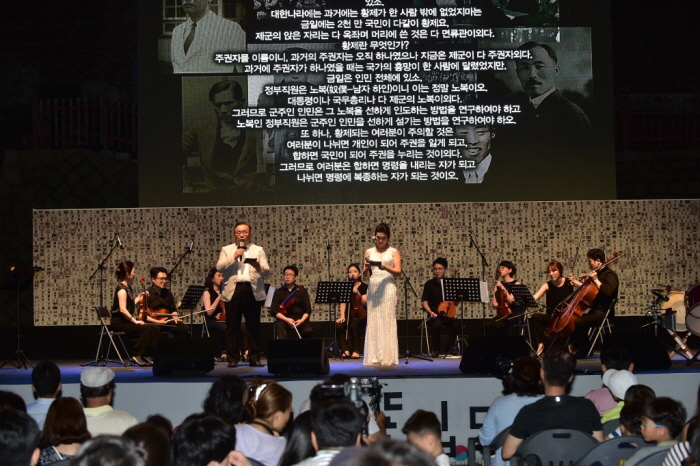 있소.
대한나라에는 과거에는 황제가 한 사람 밖에 없었지마는
금일에는 2천 만 국민이 다같이 황제요,
제군의 앉은 자리는 다 옥좌며 머리에 쓴 것은 다 면류관이외다.
황제란 무엇인가?
주권자를 이름이니, 과거의 주권자는 오직 하나였으나 지금은 제군이 다 주권자외다.
과거에 주권자가 하나였을 때는 국가의 흥망이 한 사람에 달렸었지만,
금일은 인민 전체에 있소.
정부직원은 노복(奴僕–남자 하인)이니 이는 정말 노복이오.
대통령이나 국무총리나 다 제군의 노복이외다.
그러므로 군주인 인민은 그 노복을 선하게 인도하는 방법을 연구하여야 하고
노복인 정부직원은 군주인 인민을 선하게 섬기는 방법을 연구하여야 하오.
또 하나, 황제되는 여러분이 주의할 것은
여러분이 나뉘면 개인이 되어 주권을 잃게 되고,
합하면 국민이 되어 주권을 누리는 것이외다.
그러므로 여러분은 합하면 명령을 내리는 자가 되고
나뉘면 명령에 복종하는 자가 되는 것이오.